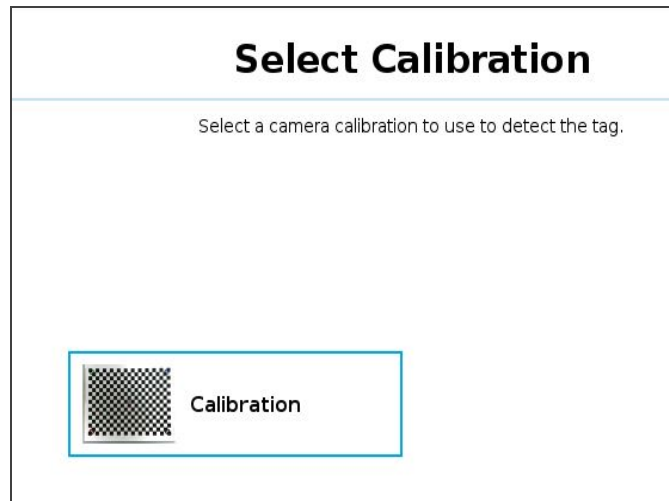 Select Calibration
Select a camera calibration to use to detect the tag.
Calibration